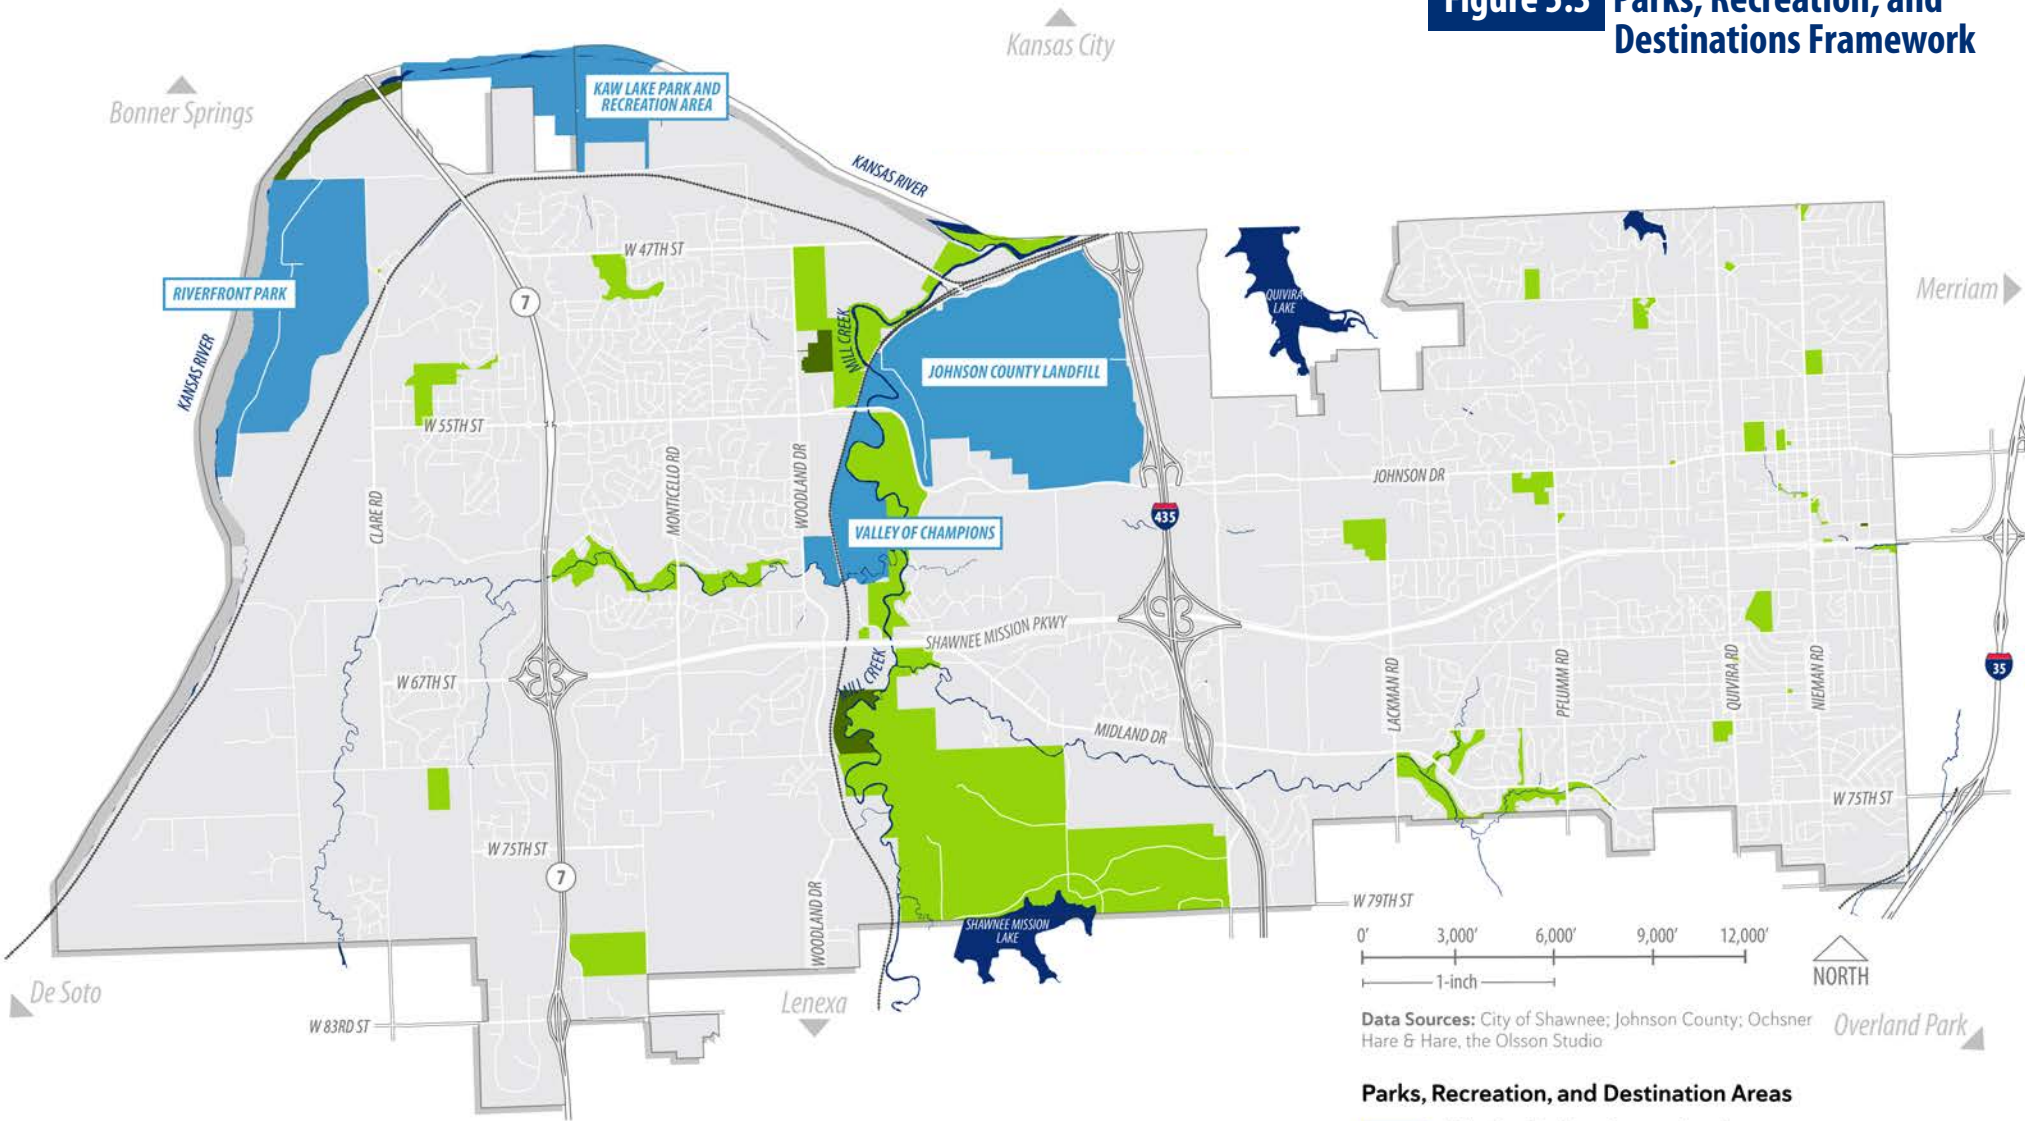 Figure 5.5 Parks, Recreation, and
Destinations Framework
Kansas City
Bonner Springs
KAW LAKE PARK AND
RECREATION AREA
KANSAS RIVER
W 47TH ST
RIVERFRONT PARK
7
QUIVIRA
LAKE
Merriam
KANSAS RIVER
MILL CREEK
JOHNSON COUNTY LANDFILL
W 55TH ST
MONTICELLO RD
WOODLAND DR
JOHNSON DR
CLARE RD
435
VALLEY OF CHAMPIONS
SHAWNEE MISSION PKWY
MILL CREEK
W 67TH ST
LACKMAN RD
PFLUMM RD
QUIVIRA RD
NIEMAN RD
35
MIDLAND DR
W 75TH ST
W 75TH ST
7
WOODLAND DR
W 79TH ST
SHAWNEE MISSION
LAKE
0' 3,000' 6,000' 9,000' 12,000'
1-inch
NORTH
De Soto
Lenexa
W 83RD ST
Data Sources: City of Shawnee; Johnson County; Ochsner
Hare & Hare, the Olsson Studio
Overland Park
Parks, Recreation, and Destination Areas